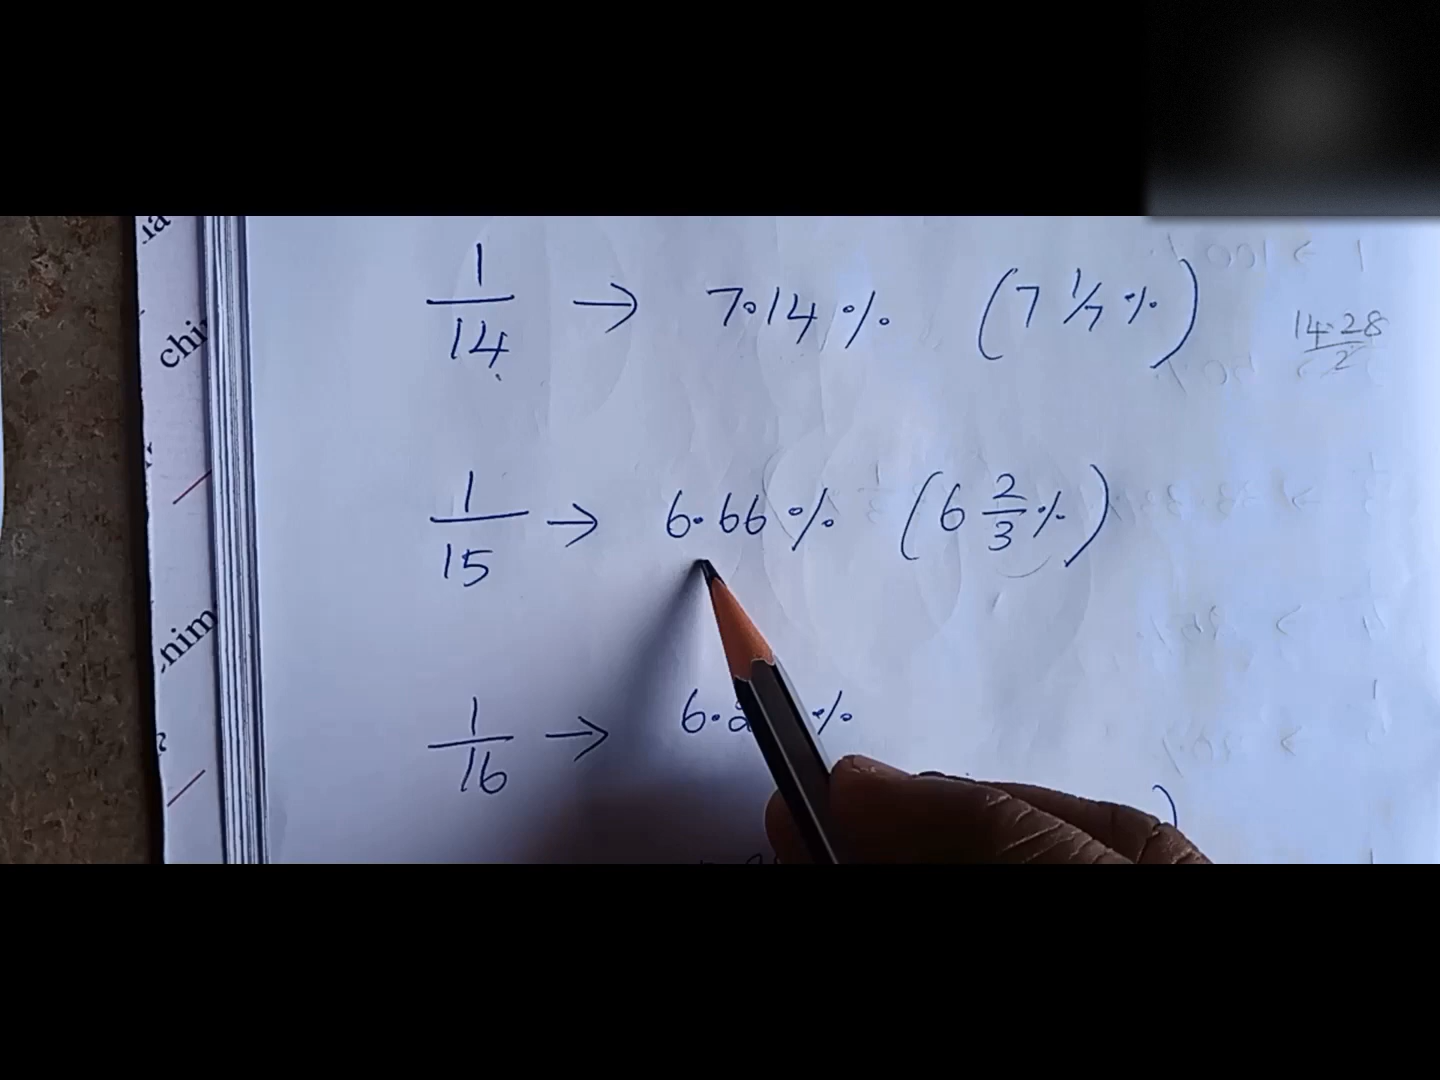 1/14 → 7.14 % (7 1/7 %)
14.28/2
1/15 → 6.66 % (6 2/3 %)
1/16 → 6. %